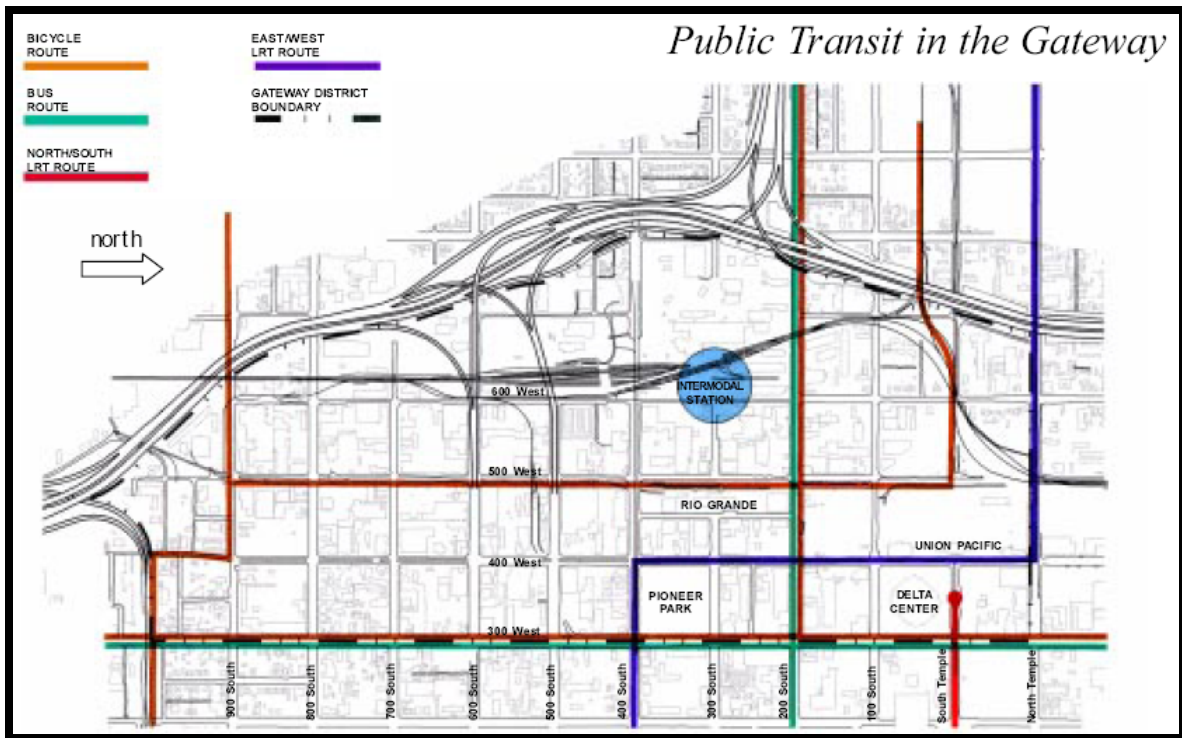 Public Transit in the Gateway
BICYCLE
ROUTE
EAST/WEST
LRT ROUTE
BUS
ROUTE
GATEWAY DISTRICT
BOUNDARY
NORTH/SOUTH
LRT ROUTE
north
INTERMODAL
STATION
600 West
500 West
RIO GRANDE
UNION PACIFIC
400 West
PIONEER
PARK
DELTA
CENTER
300 West
900 South
800 South
700 South
600 South
500 South
400 South
300 South
200 South
100 South
South Temple
North Temple